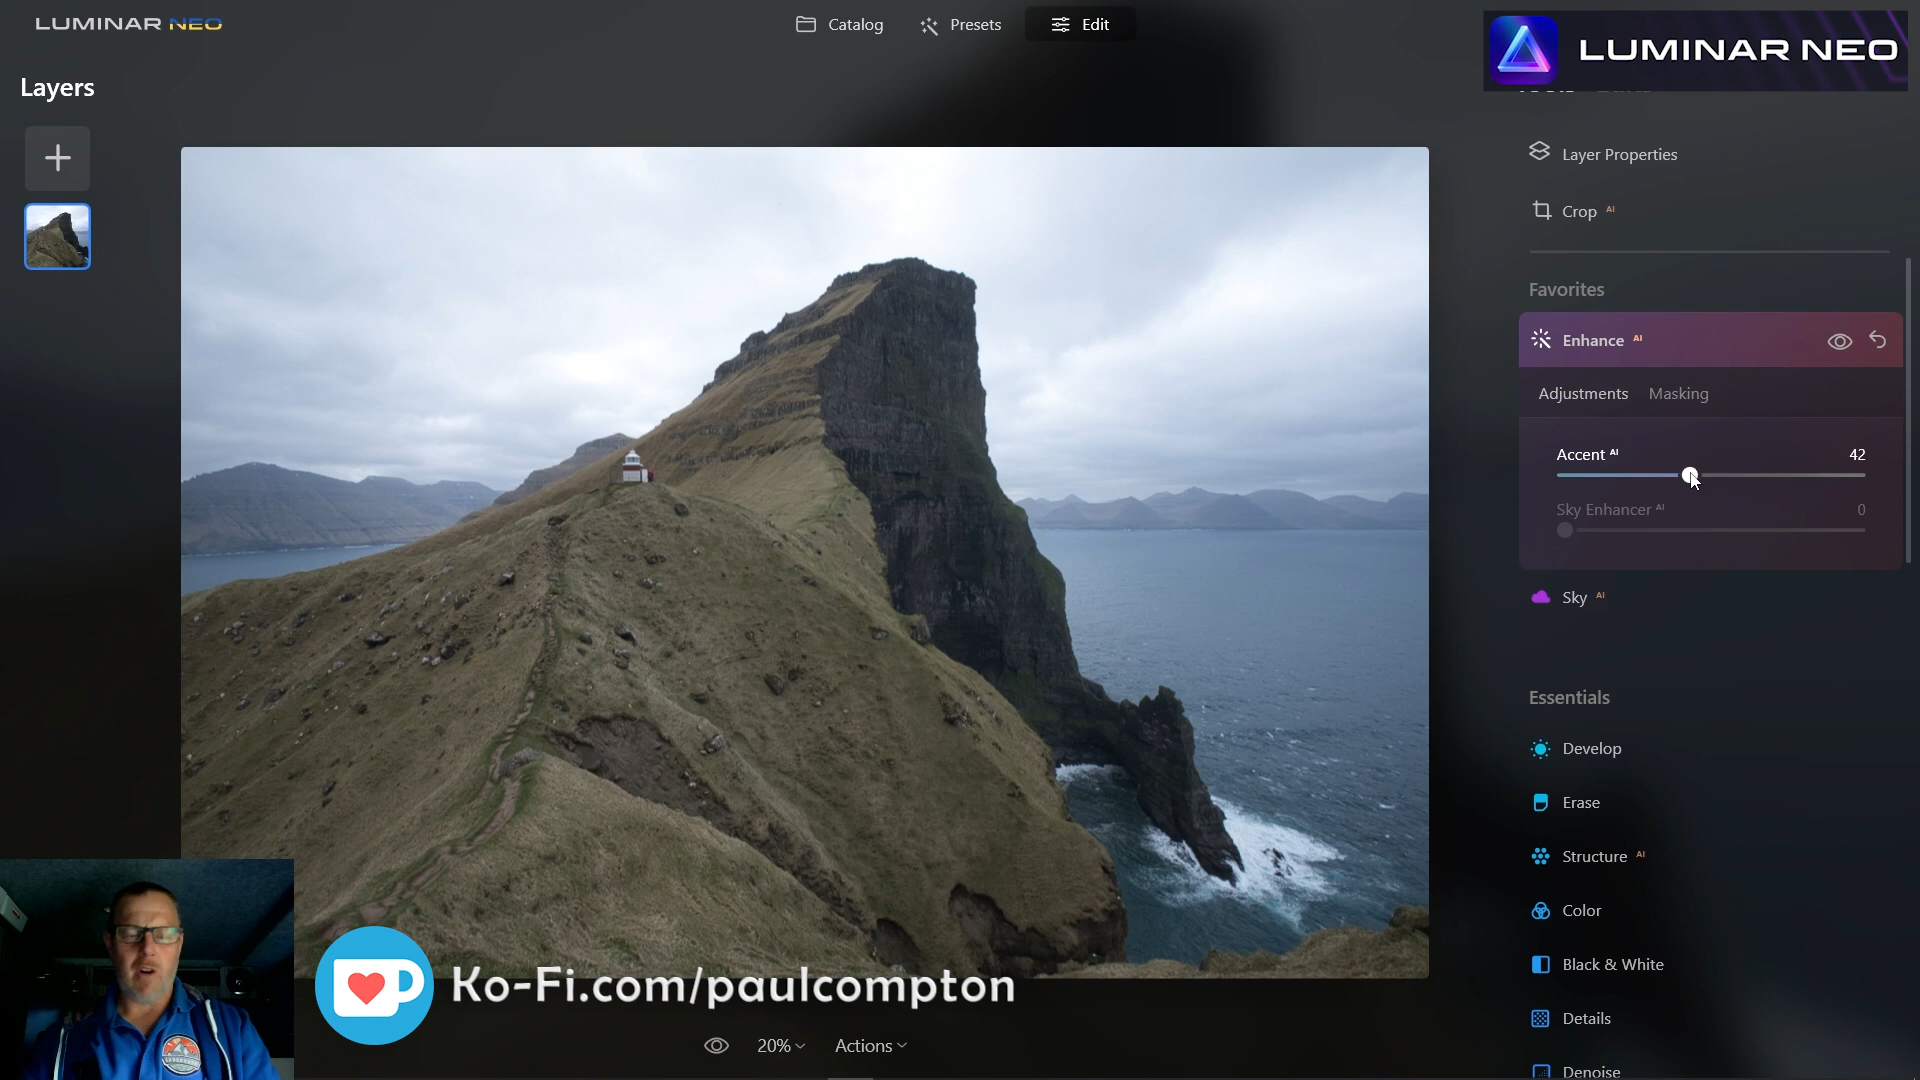 LUMINAR NEO
Catalog
Presets
Edit
LUMINAR NEO
Layers
Layer Properties
Crop AI
Favorites
Enhance AI
Adjustments
Masking
Accent AI
42
Sky Enhancer AI
0
Sky AI
Essentials
Develop
Erase
Structure AI
Color
Black & White
Details
Denoise
Ko-Fi.com/paulcompton
20%
Actions